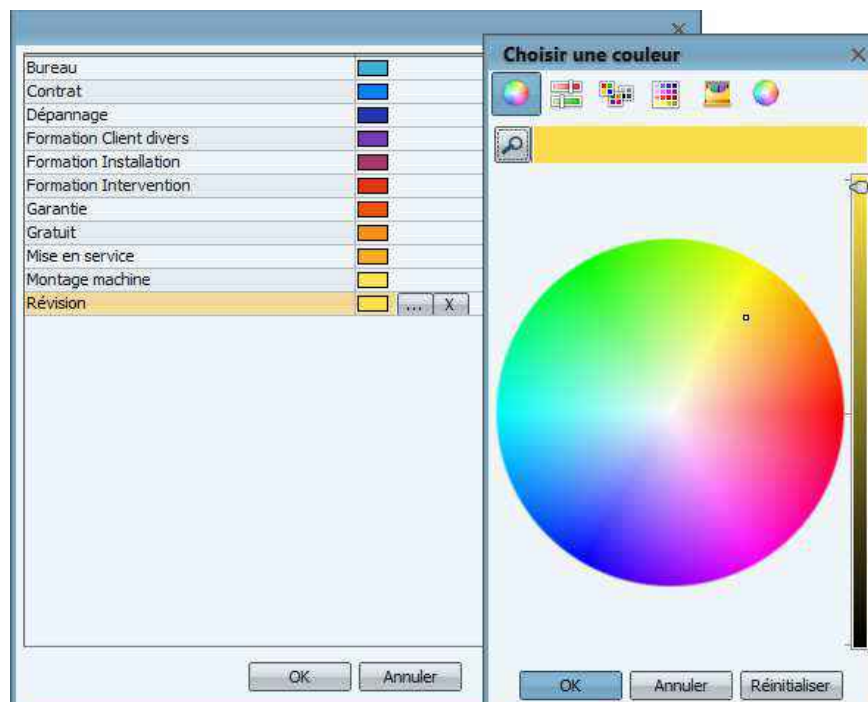 Bureau
Contrat
Dépannage
Formation Client divers
Formation Installation
Formation Intervention
Garantie
Gratuit
Mise en service
Montage machine
Révision ... X
OK Annuler
Choisir une couleur
OK Annuler Réinitialiser